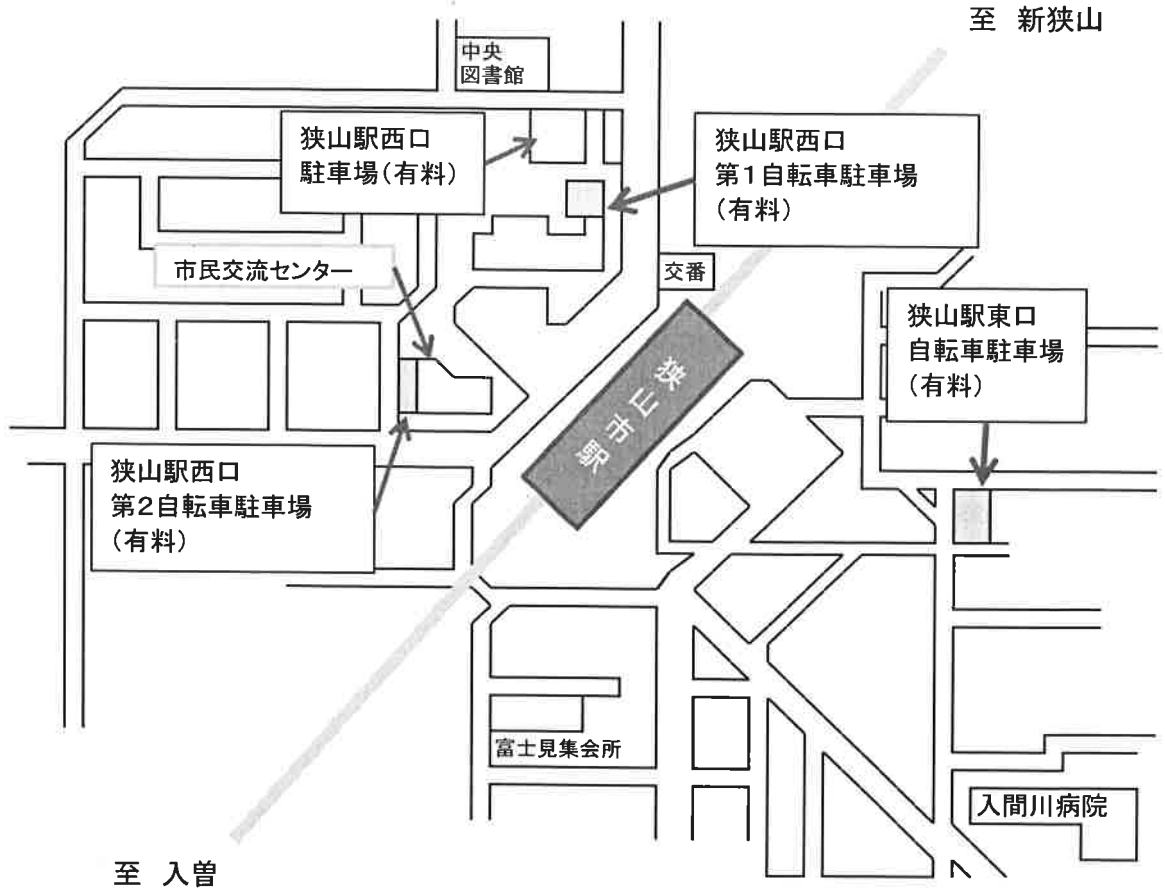 至 新狭山
中央
図書館
狭山駅西口
駐車場(有料)
狭山駅西口
第1自転車駐車場
(有料)
市民交流センター
交番
狭山駅東口
自転車駐車場
(有料)
狭山市駅
狭山駅西口
第2自転車駐車場
(有料)
富士見集会所
入間川病院
至 入曽